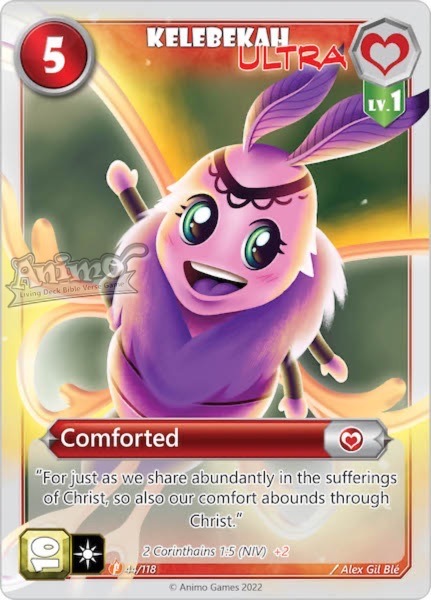 5
KELEBEKAH
ULTRA
LV.1
Animo
Living Deck Bible Verse Game
Comforted
"For just as we share abundantly in the sufferings
of Christ, so also our comfort abounds through
Christ."
2 Corinthains 1:5 (NIV) +2
10
44/118
/ Alex Gil Blé
© Animo Games 2022